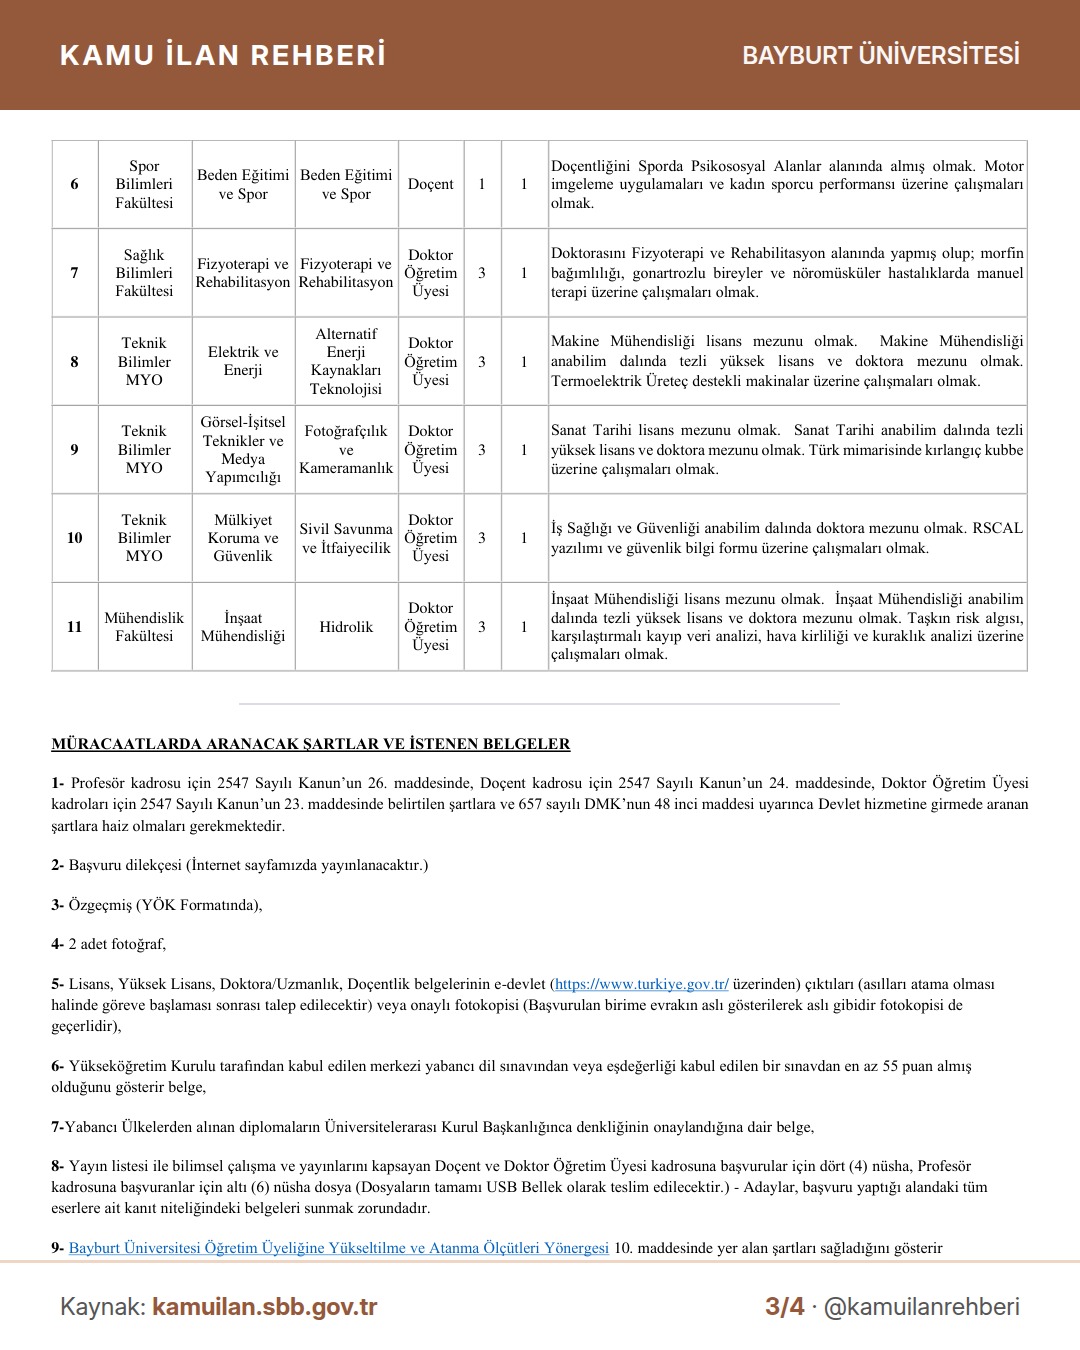 KAMU İLAN REHBERİ
BAYBURT ÜNİVERSİTESİ
6
Spor
Bilimleri
Fakültesi
Beden Eğitimi
ve Spor
Beden Eğitimi
ve Spor
Doçent
1
1
Doçentliğini Sporda Psikososyal Alanlar alanında almış olmak. Motor
imgeleme uygulamaları ve kadın sporcu performansı üzerine çalışmaları
olmak.
7
Sağlık
Bilimleri
Fakültesi
Fizyoterapi ve
Rehabilitasyon
Fizyoterapi ve
Rehabilitasyon
Doktor
Öğretim
Üyesi
3
1
Doktorasını Fizyoterapi ve Rehabilitasyon alanında yapmış olup; morfin
bağımlılığı, gonartrozlu bireyler ve nöromüsküler hastalıklarda manuel
terapi üzerine çalışmaları olmak.
8
Teknik
Bilimler
MYO
Elektrik ve
Enerji
Alternatif
Enerji
Kaynakları
Teknolojisi
Doktor
Öğretim
Üyesi
3
1
Makine Mühendisliği lisans mezunu olmak. Makine Mühendisliği
anabilim dalında tezli yüksek lisans ve doktora mezunu olmak.
Termoelektrik Üreteç destekli makinalar üzerine çalışmaları olmak.
9
Teknik
Bilimler
MYO
Görsel-İşitsel
Teknikler ve
Medya
Yapımcılığı
Fotoğrafçılık
ve
Kameramanlık
Doktor
Öğretim
Üyesi
3
1
Sanat Tarihi lisans mezunu olmak. Sanat Tarihi anabilim dalında tezli
yüksek lisans ve doktora mezunu olmak. Türk mimarisinde kırlangıç kubbe
üzerine çalışmaları olmak.
10
Teknik
Bilimler
MYO
Mülkiyet
Koruma ve
Güvenlik
Sivil Savunma
ve İtfaiyecilik
Doktor
Öğretim
Üyesi
3
1
İş Sağlığı ve Güvenliği anabilim dalında doktora mezunu olmak. RSCAL
yazılımı ve güvenlik bilgi formu üzerine çalışmaları olmak.
11
Mühendislik
Fakültesi
İnşaat
Mühendisliği
Hidrolik
Doktor
Öğretim
Üyesi
3
1
İnşaat Mühendisliği lisans mezunu olmak. İnşaat Mühendisliği anabilim
dalında tezli yüksek lisans ve doktora mezunu olmak. Taşkın risk algısı,
karşılaştırmalı kayıp veri analizi, hava kirliliği ve kuraklık analizi üzerine
çalışmaları olmak.
MÜRACAATLARDA ARANACAK ŞARTLAR VE İSTENEN BELGELER
1- Profesör kadrosu için 2547 Sayılı Kanun’un 26. maddesinde, Doçent kadrosu için 2547 Sayılı Kanun’un 24. maddesinde, Doktor Öğretim Üyesi
kadroları için 2547 Sayılı Kanun’un 23. maddesinde belirtilen şartlara ve 657 sayılı DMK’nun 48 inci maddesi uyarınca Devlet hizmetine girmede aranan
şartlara haiz olmaları gerekmektedir.
2- Başvuru dilekçesi (İnternet sayfamızda yayınlanacaktır.)
3- Özgeçmiş (YÖK Formatında),
4- 2 adet fotoğraf,
5- Lisans, Yüksek Lisans, Doktora/Uzmanlık, Doçentlik belgelerinin e-devlet (https://www.turkiye.gov.tr/ üzerinden) çıktıları (asılları atama olması
halinde göreve başlaması sonrası talep edilecektir) veya onaylı fotokopisi (Başvurulan birime evrakın aslı gösterilerek aslı gibidir fotokopisi de
geçerlidir),
6- Yükseköğretim Kurulu tarafından kabul edilen merkezi yabancı dil sınavından veya eşdeğerliği kabul edilen bir sınavdan en az 55 puan almış
olduğunu gösterir belge,
7-Yabancı Ülkelerden alınan diplomaların Üniversitelerarası Kurul Başkanlığınca denkliğinin onaylandığına dair belge,
8- Yayın listesi ile bilimsel çalışma ve yayınlarını kapsayan Doçent ve Doktor Öğretim Üyesi kadrosuna başvurular için dört (4) nüsha, Profesör
kadrosuna başvuranlar için altı (6) nüsha dosya (Dosyaların tamamı USB Bellek olarak teslim edilecektir.) - Adaylar, başvuru yaptığı alandaki tüm
eserlere ait kanıt niteliğindeki belgeleri sunmak zorundadır.
9- Bayburt Üniversitesi Öğretim Üyeliğine Yükseltilme ve Atanma Ölçütleri Yönergesi 10. maddesinde yer alan şartları sağladığını gösterir
Kaynak: kamuilan.sbb.gov.tr
3/4 · @kamuilanrehberi